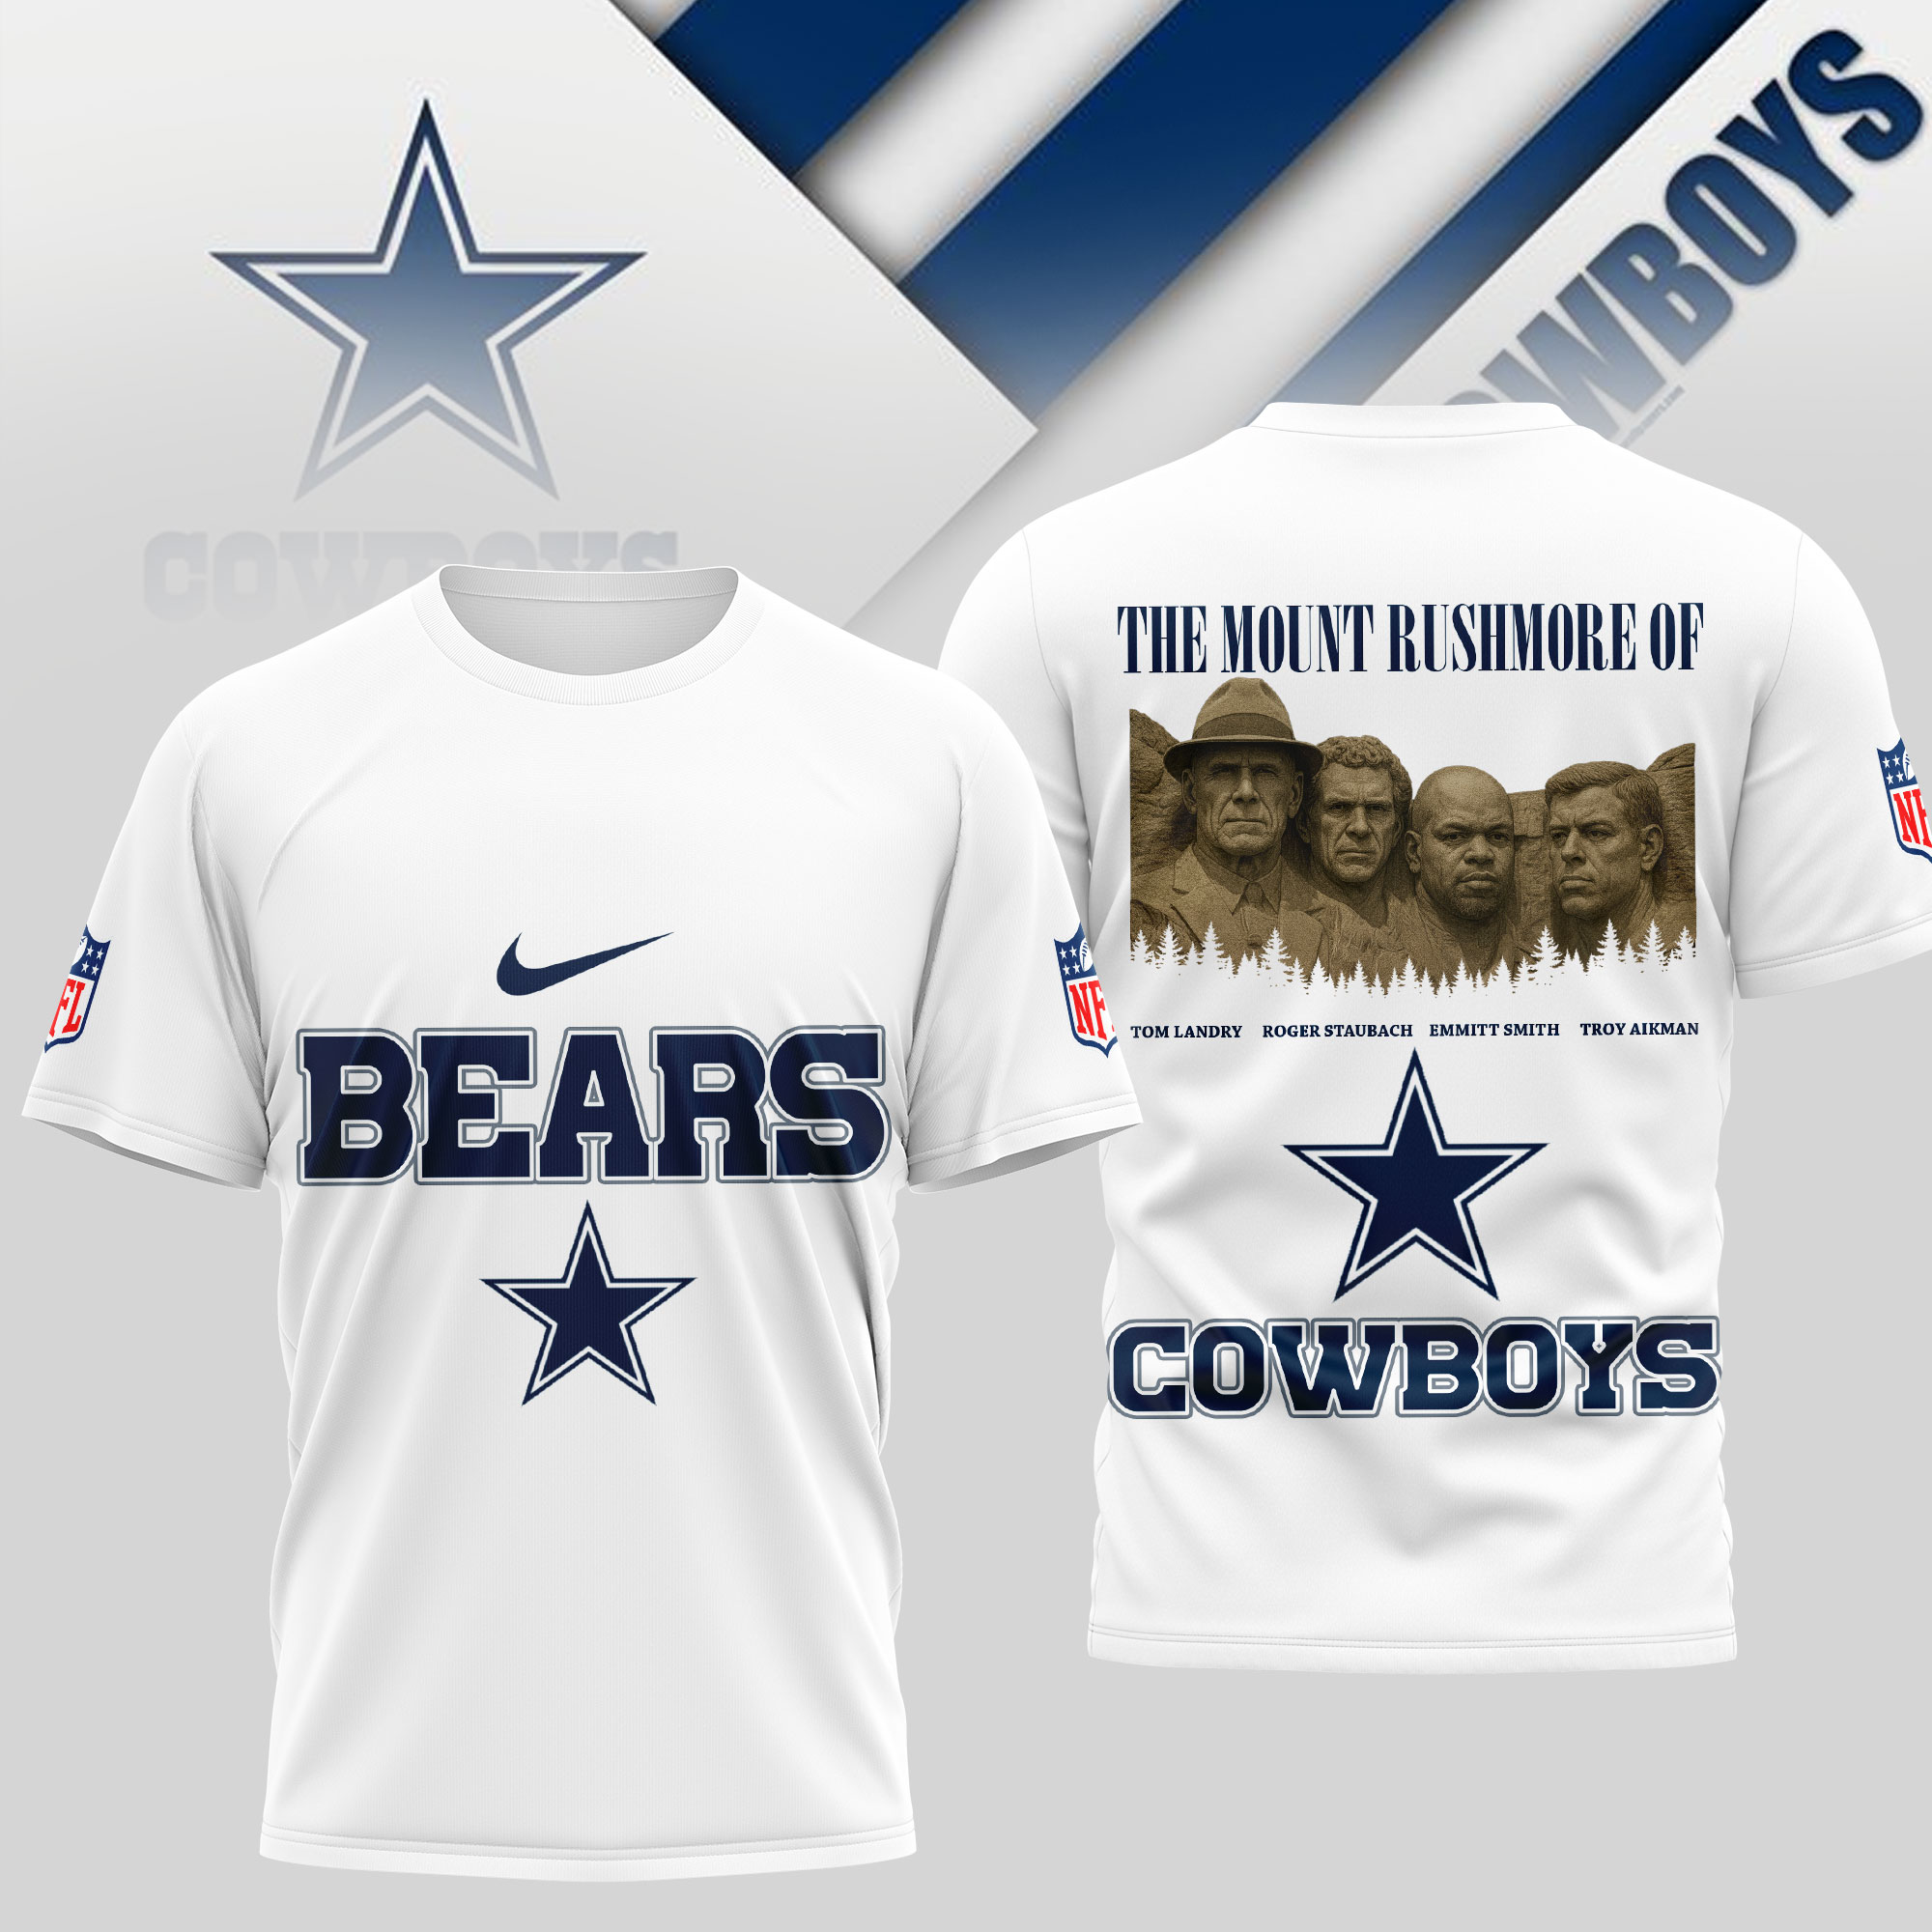 COWBOYS
COWBOYS
BEARS
NFL
NFL
THE MOUNT RUSHMORE OF
TOM LANDRY ROGER STAUBACH EMMITT SMITH TROY AIKMAN
COWBOYS
NFL